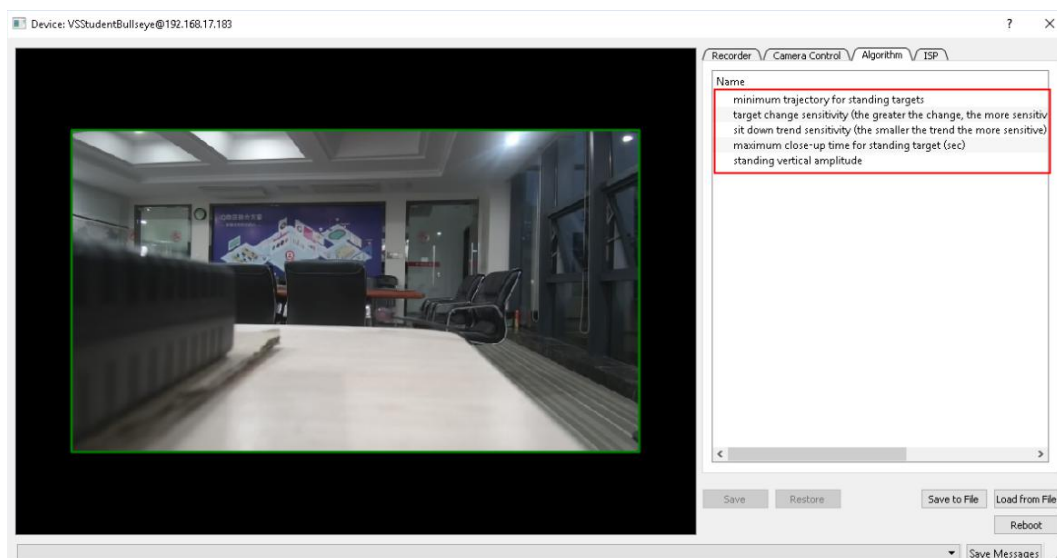 Device: VSStudentBullseye@192.168.17.183
?
Recorder Camera Control Algorithm ISP
Name
minimum trajectory for standing targets
target change sensitivity (the greater the change, the more sensitiv
sit down trend sensitivity (the smaller the trend the more sensitive)
maximum close-up time for standing target (sec)
standing vertical amplitude
Save Restore Save to File Load from File
Reboot
Save Messages